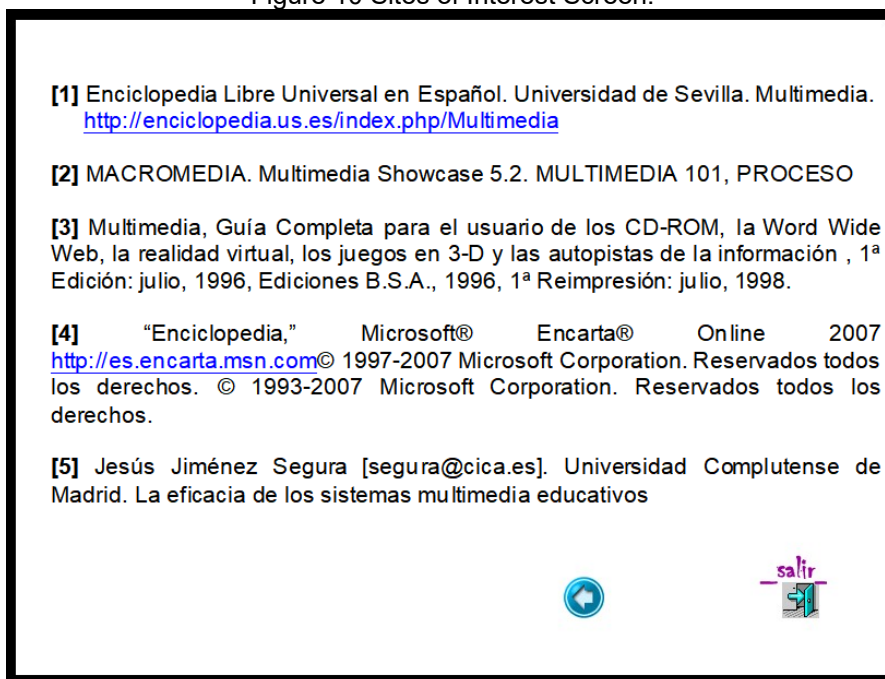 Figure 10 Sites of Interest Screen.
[1] Enciclopedia Libre Universal en Español. Universidad de Sevilla. Multimedia.
http://enciclopedia.us.es/index.php/Multimedia
[2] MACROMEDIA. Multimedia Showcase 5.2. MULTIMEDIA 101, PROCESO
[3] Multimedia, Guía Completa para el usuario de los CD-ROM, la Word Wide
Web, la realidad virtual, los juegos en 3-D y las autopistas de la información , 1ª
Edición: julio, 1996, Ediciones B.S.A., 1996, 1ª Reimpresión: julio, 1998.
[4] “Enciclopedia,” Microsoft® Encarta® Online 2007
http://es.encarta.msn.com© 1997-2007 Microsoft Corporation. Reservados todos
los derechos. © 1993-2007 Microsoft Corporation. Reservados todos los
derechos.
[5] Jesús Jiménez Segura [segura@cica.es]. Universidad Complutense de
Madrid. La eficacia de los sistemas multimedia educativos
salir